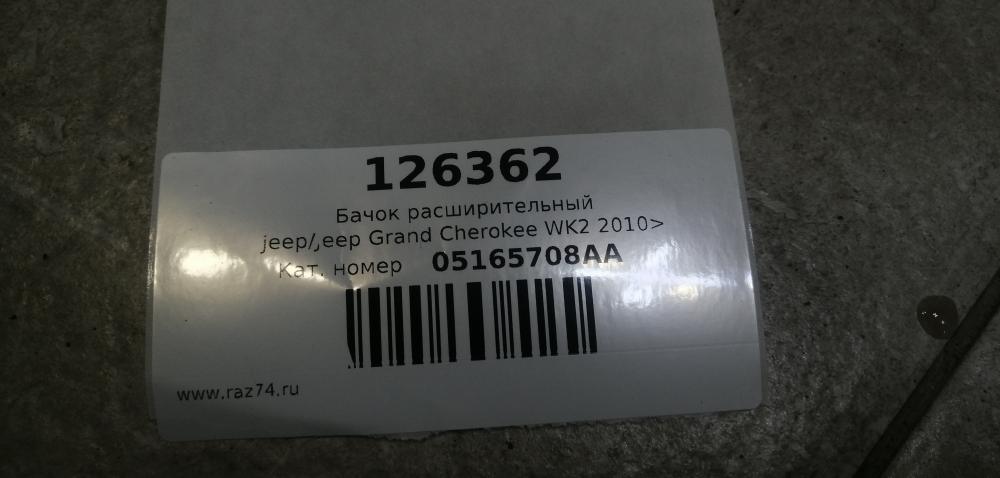 126362
Бачок расширительный
jeep/Jeep Grand Cherokee WK2 2010>
Кат. номер 05165708AA
www.raz74.ru